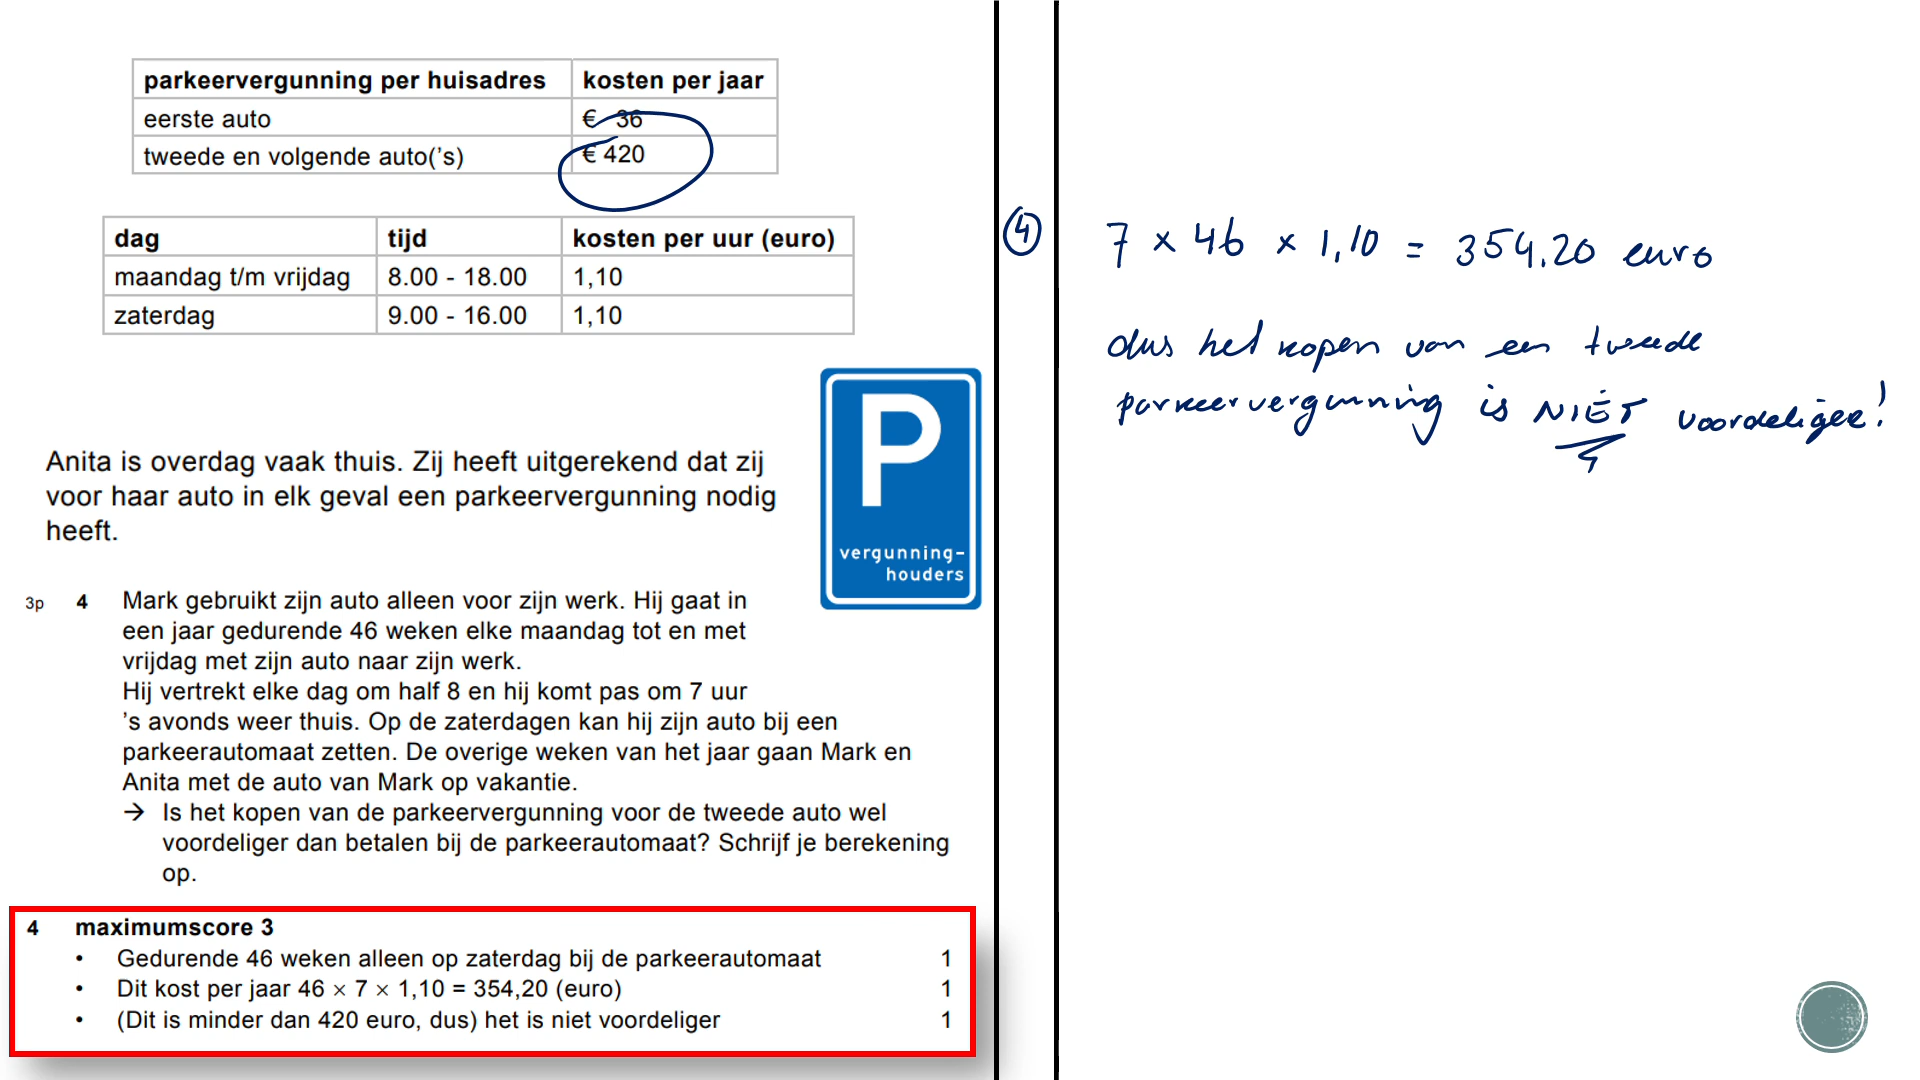 parkeervergunning per huisadres kosten per jaar
eerste auto € 36
tweede en volgende auto('s) € 420
dag tijd kosten per uur (euro)
maandag t/m vrijdag 8.00 - 18.00 1,10
zaterdag 9.00 - 16.00 1,10
P
vergunning-
houders
Anita is overdag vaak thuis. Zij heeft uitgerekend dat zij
voor haar auto in elk geval een parkeervergunning nodig
heeft.
3p 4 Mark gebruikt zijn auto alleen voor zijn werk. Hij gaat in
een jaar gedurende 46 weken elke maandag tot en met
vrijdag met zijn auto naar zijn werk.
Hij vertrekt elke dag om half 8 en hij komt pas om 7 uur
's avonds weer thuis. Op de zaterdagen kan hij zijn auto bij een
parkeerautomaat zetten. De overige weken van het jaar gaan Mark en
Anita met de auto van Mark op vakantie.
→ Is het kopen van de parkeervergunning voor de tweede auto wel
voordeliger dan betalen bij de parkeerautomaat? Schrijf je berekening
op.
4 maximumscore 3
• Gedurende 46 weken alleen op zaterdag bij de parkeerautomaat 1
• Dit kost per jaar 46 × 7 × 1,10 = 354,20 (euro) 1
• (Dit is minder dan 420 euro, dus) het is niet voordeliger 1
④ 7 × 46 × 1,10 = 354,20 euro
dus het kopen van een tweede
parkeervergunning is NIET voordeliger!